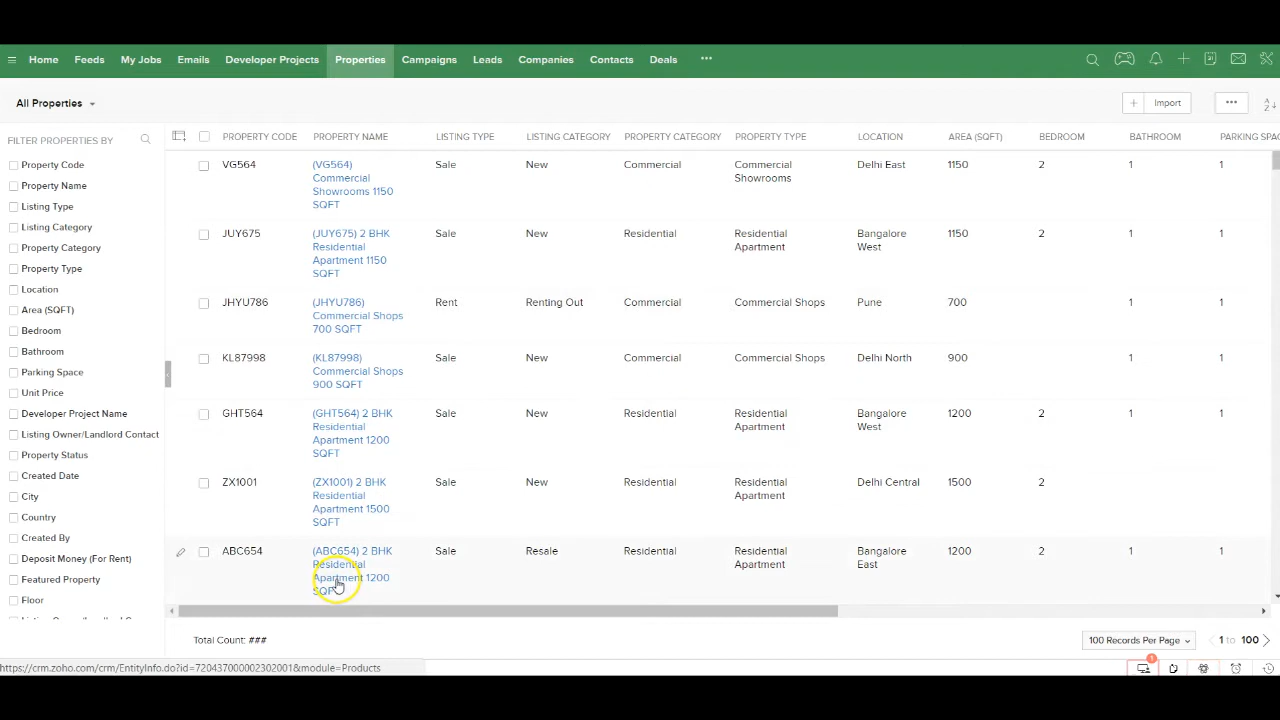 Home Feeds My Jobs Emails Developer Projects Properties Campaigns Leads Companies Contacts Deals
All Properties
Import
FILTER PROPERTIES BY
Property Code
Property Name
Listing Type
Listing Category
Property Category
Property Type
Location
Area (SQFT)
Bedroom
Bathroom
Parking Space
Unit Price
Developer Project Name
Listing Owner/Landlord Contact
Property Status
Created Date
City
Country
Created By
Deposit Money (For Rent)
Featured Property
Floor
PROPERTY CODE PROPERTY NAME LISTING TYPE LISTING CATEGORY PROPERTY CATEGORY PROPERTY TYPE LOCATION AREA (SQFT) BEDROOM BATHROOM PARKING SPAC
VG564 (VG564) Sale New Commercial Commercial Delhi East 1150 2 1 1
Commercial Showrooms
Showrooms 1150
SQFT
JUY675 (JUY675) 2 BHK Sale New Residential Residential Bangalore 1150 2 1 1
Residential Apartment West
Apartment 1150
SQFT
JHYU786 (JHYU786) Rent Renting Out Commercial Commercial Shops Pune 700 1 1
Commercial Shops
700 SQFT
KL87998 (KL87998) Sale New Commercial Commercial Shops Delhi North 900 1 1
Commercial Shops
900 SQFT
GHT564 (GHT564) 2 BHK Sale New Residential Residential Bangalore 1200 2 1 1
Residential Apartment West
Apartment 1200
SQFT
ZX1001 (ZX1001) 2 BHK Sale New Residential Residential Delhi Central 1500 2
Residential Apartment
Apartment 1500
SQFT
ABC654 (ABC654) 2 BHK Sale Resale Residential Residential Bangalore 1200 2 1 1
Residential Apartment East
Apartment 1200
SQFT
Total Count: ###
100 Records Per Page
1 to 100
https://crm.zoho.com/crm/EntityInfo.do?id=720437000002302001&module=Products
1